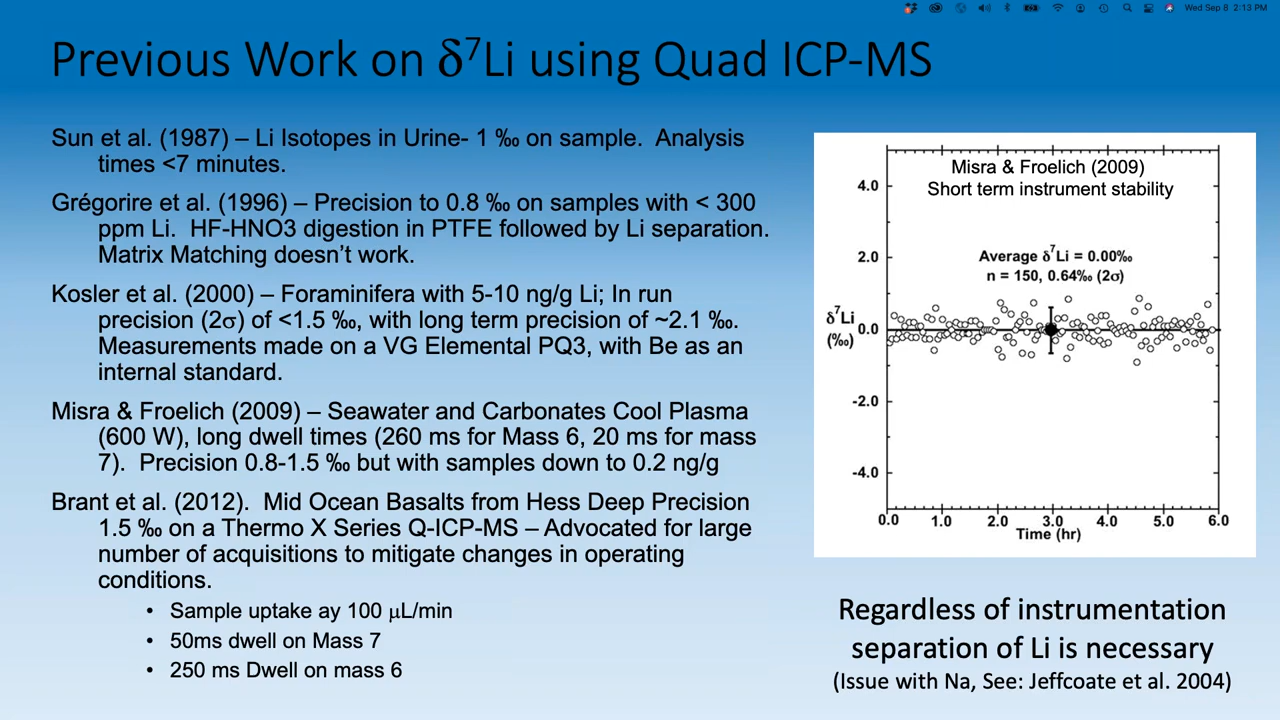 Wed Sep 8 2:13 PM
Previous Work on δ⁷Li using Quad ICP-MS
Sun et al. (1987) – Li Isotopes in Urine- 1 ‰ on sample. Analysis
times <7 minutes.
Grégorire et al. (1996) – Precision to 0.8 ‰ on samples with < 300
ppm Li. HF-HNO3 digestion in PTFE followed by Li separation.
Matrix Matching doesn't work.
Kosler et al. (2000) – Foraminifera with 5-10 ng/g Li; In run
precision (2σ) of <1.5 ‰, with long term precision of ~2.1 ‰.
Measurements made on a VG Elemental PQ3, with Be as an
internal standard.
Misra & Froelich (2009) – Seawater and Carbonates Cool Plasma
(600 W), long dwell times (260 ms for Mass 6, 20 ms for mass
7). Precision 0.8-1.5 ‰ but with samples down to 0.2 ng/g
Brant et al. (2012). Mid Ocean Basalts from Hess Deep Precision
1.5 ‰ on a Thermo X Series Q-ICP-MS – Advocated for large
number of acquisitions to mitigate changes in operating
conditions.
• Sample uptake ay 100 μL/min
• 50ms dwell on Mass 7
• 250 ms Dwell on mass 6
Misra & Froelich (2009)
Short term instrument stability
Average δ⁷Li = 0.00‰
n = 150, 0.64‰ (2σ)
4.0
2.0
0.0
-2.0
-4.0
δ⁷Li
(‰)
0.0 1.0 2.0 3.0 4.0 5.0 6.0
Time (hr)
Regardless of instrumentation
separation of Li is necessary
(Issue with Na, See: Jeffcoate et al. 2004)